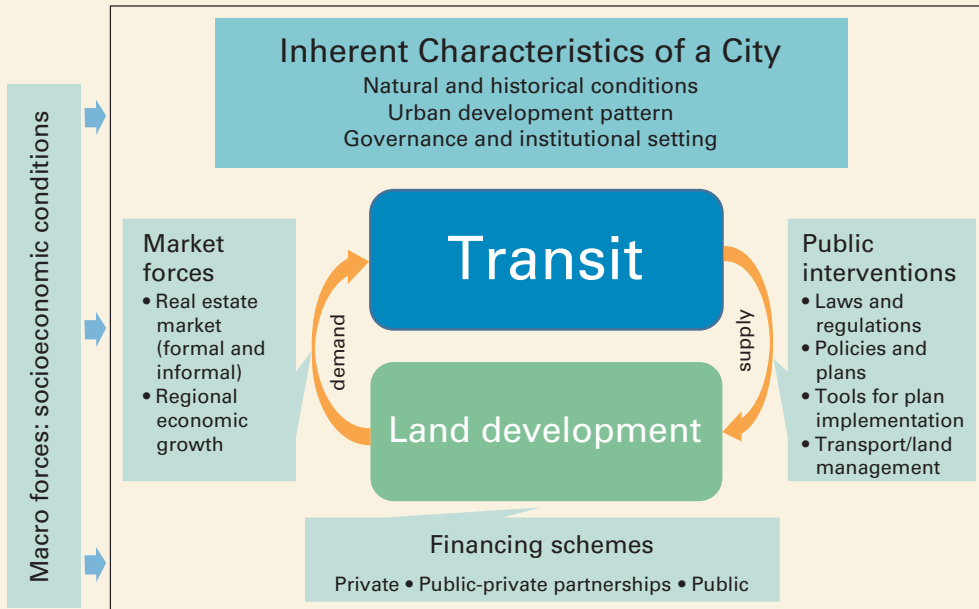 Macro forces: socioeconomic conditions
Inherent Characteristics of a City
Natural and historical conditions
Urban development pattern
Governance and institutional setting
Market
forces
• Real estate
market
(formal and
informal)
• Regional
economic
growth
demand
Transit
Land development
supply
Public
interventions
• Laws and
regulations
• Policies and
plans
• Tools for plan
implementation
• Transport/land
management
Financing schemes
Private • Public-private partnerships • Public